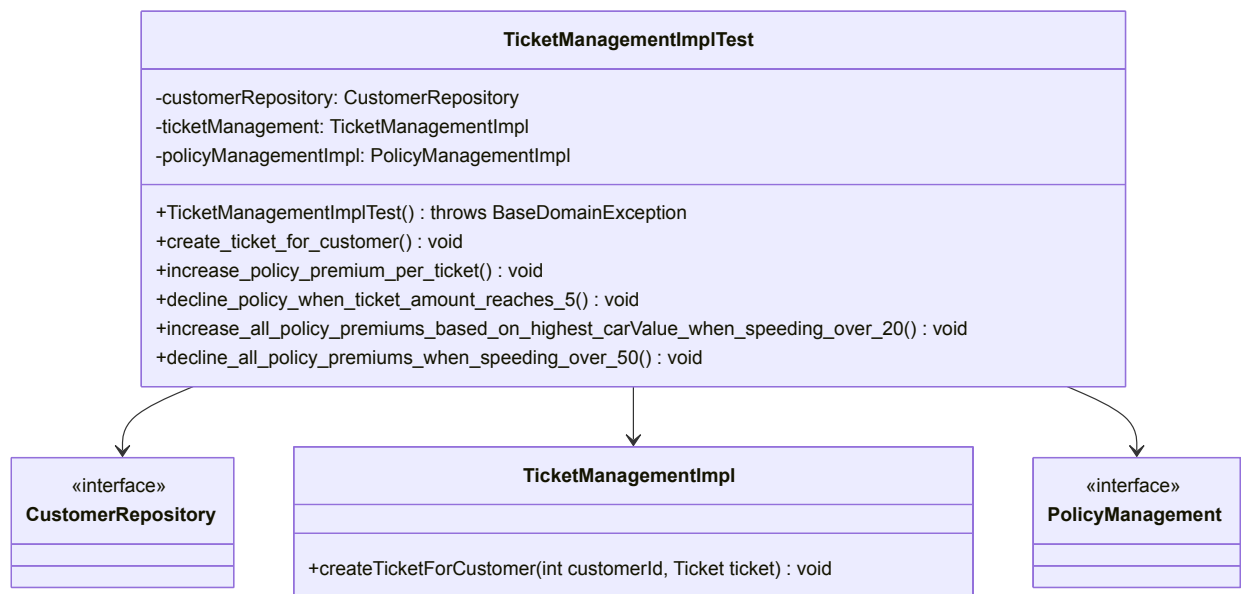 TicketManagementImplTest
-customerRepository: CustomerRepository
-ticketManagement: TicketManagementImpl
-policyManagementImpl: PolicyManagementImpl
+TicketManagementImplTest() : throws BaseDomainException
+create_ticket_for_customer() : void
+increase_policy_premium_per_ticket() : void
+decline_policy_when_ticket_amount_reaches_5() : void
+increase_all_policy_premiums_based_on_highest_carValue_when_speeding_over_20() : void
+decline_all_policy_premiums_when_speeding_over_50() : void
«interface»
CustomerRepository
TicketManagementImpl
+createTicketForCustomer(int customerId, Ticket ticket) : void
«interface»
PolicyManagement